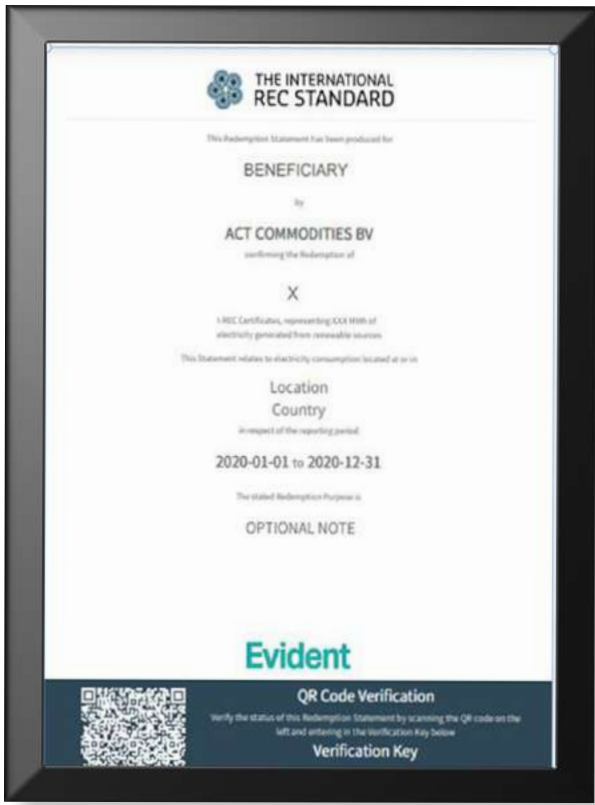 THE INTERNATIONAL
REC STANDARD
This Redemption Statement has been produced for
BENEFICIARY
by
ACT COMMODITIES BV
confirming the Redemption of
X
I-REC Certificates, representing XXX MWh of
electricity generated from renewable sources
This Statement relates to electricity consumption located at or in
Location
Country
in respect of the reporting period
2020-01-01 to 2020-12-31
The stated Redemption Purpose is
OPTIONAL NOTE
Evident
QR Code Verification
Verify the status of this Redemption Statement by scanning the QR code on the
left and entering in the Verification Key below
Verification Key